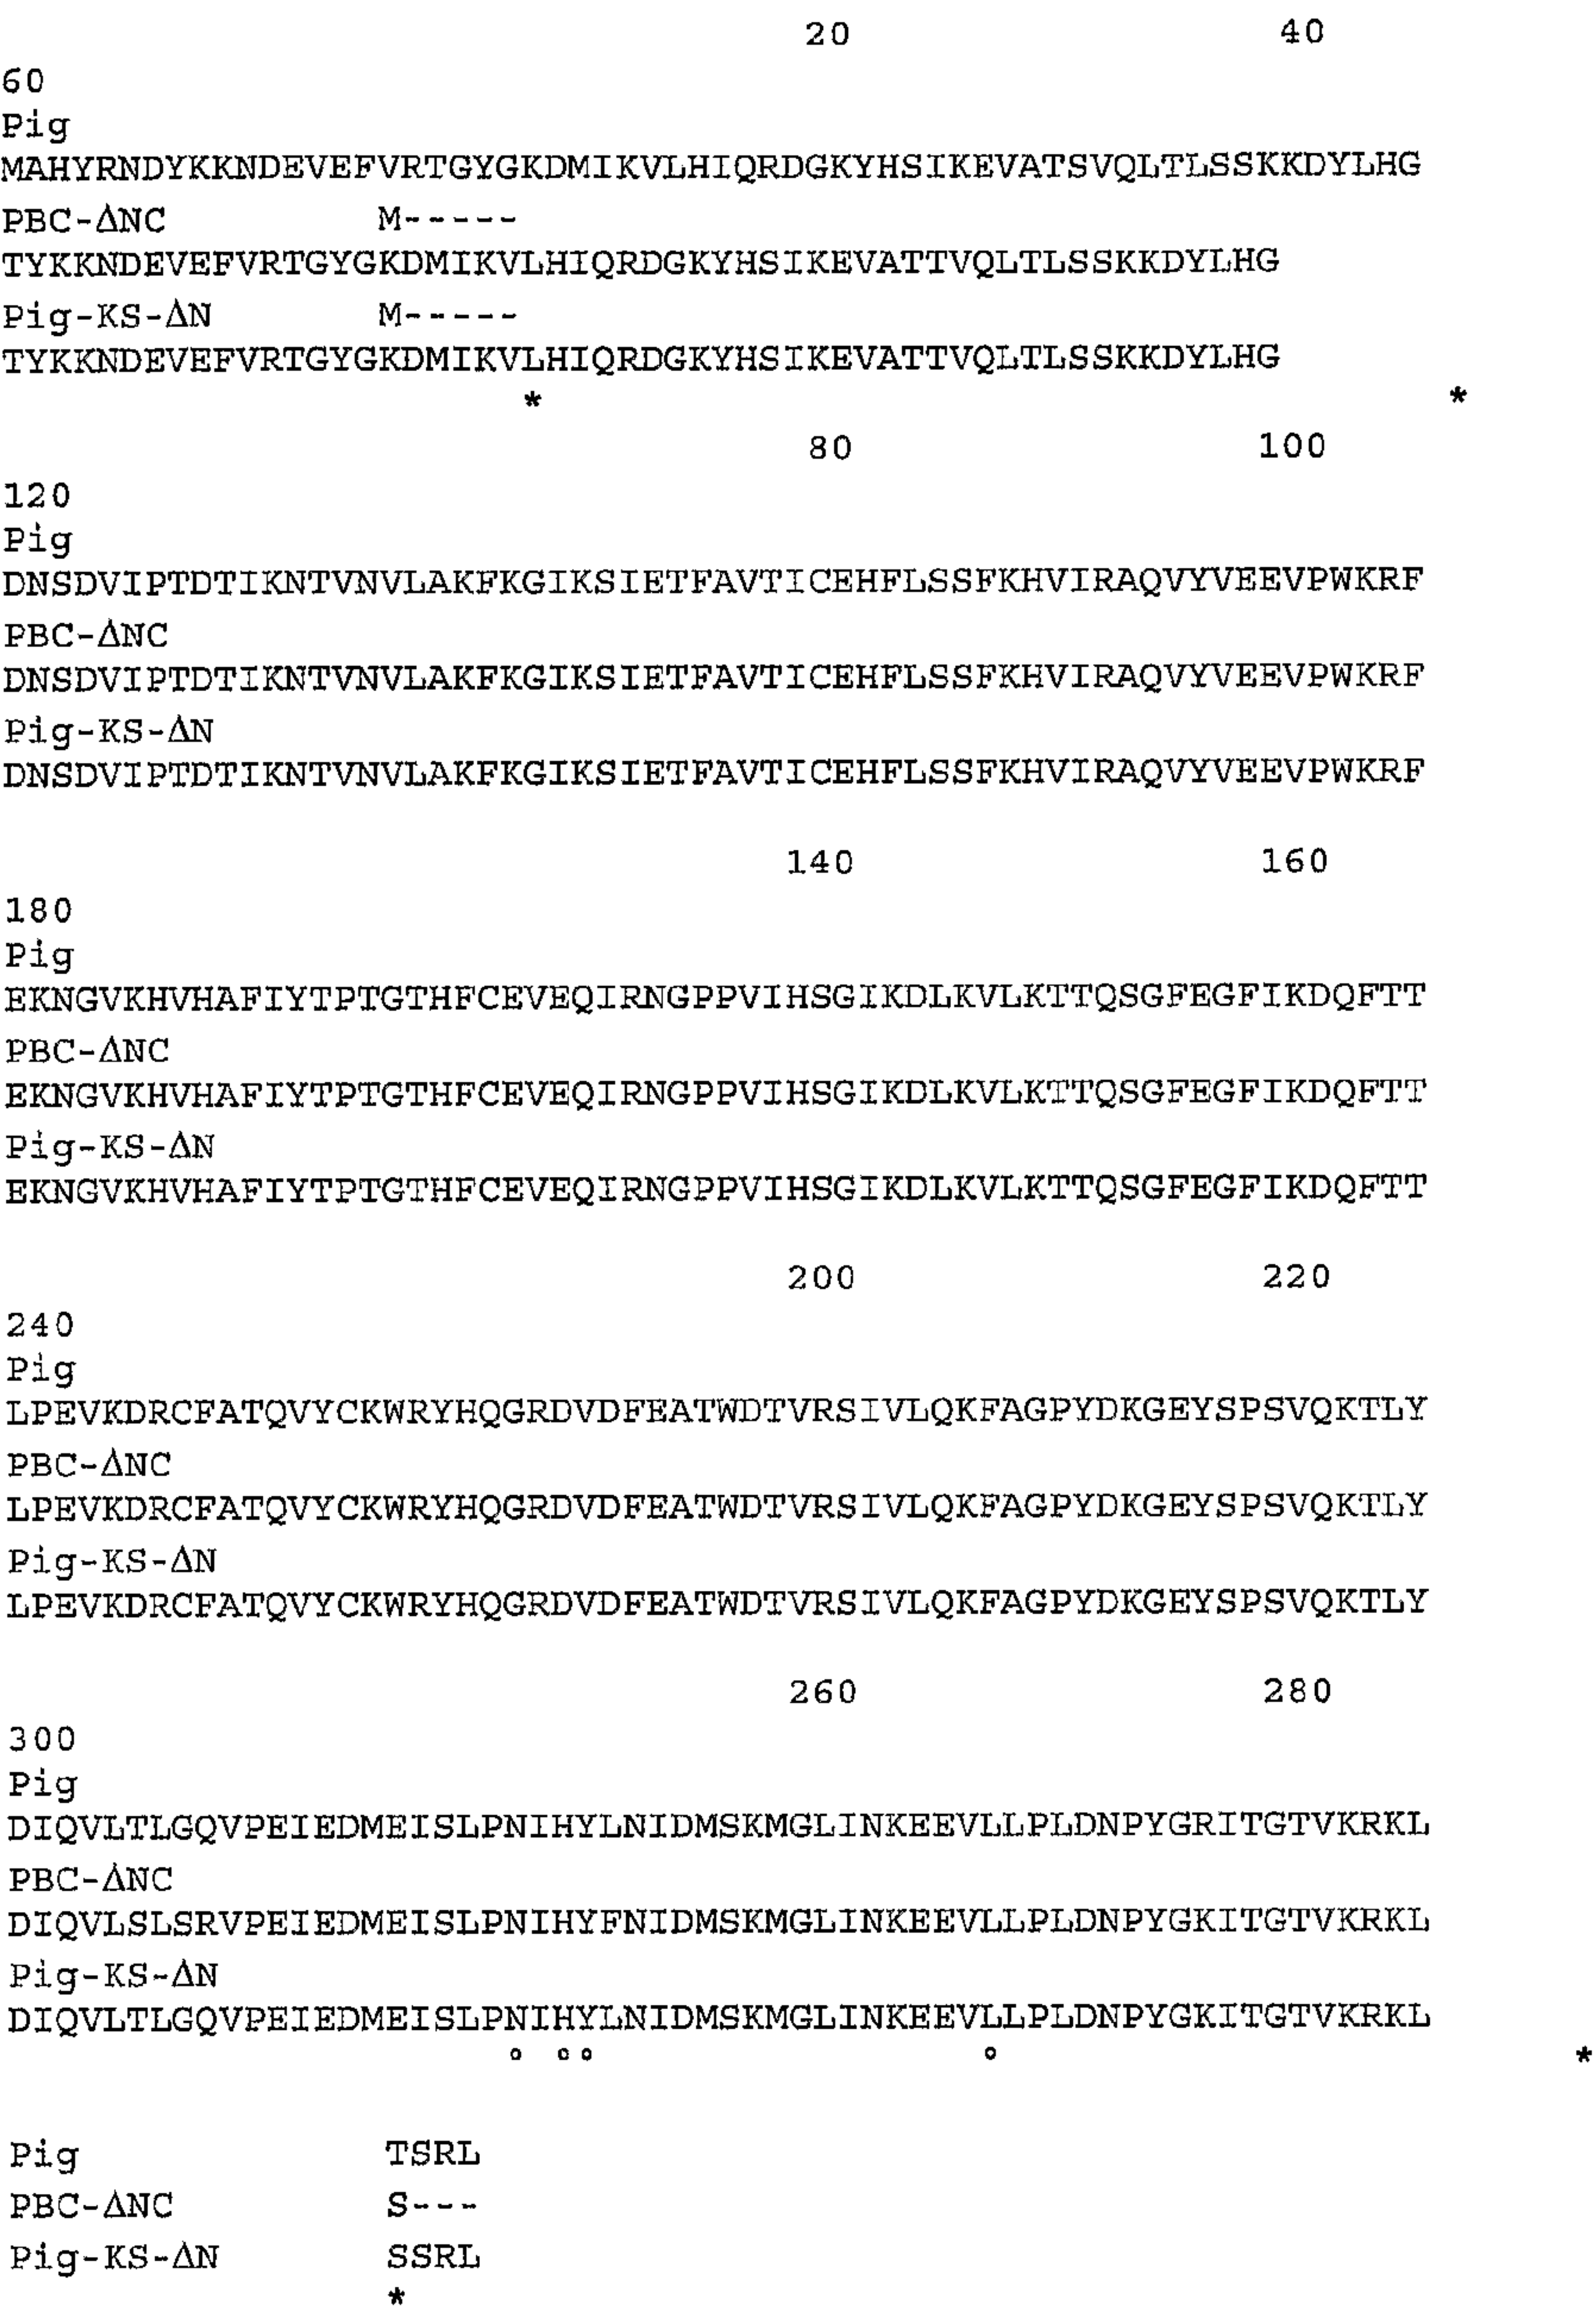 20 40
60
Pig
MAHYRNDYKKNDEVEFVRTGYGKDMIKVLHIQRDGKYHSIKEVATSVQLTLSSKKDYLHG
PBC-ΔNC M-----
TYKKNDEVEFVRTGYGKDMIKVLHIQRDGKYHSIKEVATTVQLTLSSKKDYLHG
Pig-KS-ΔN M-----
TYKKNDEVEFVRTGYGKDMIKVLHIQRDGKYHSIKEVATTVQLTLSSKKDYLHG
* *
80 100
120
Pig
DNSDVIPTDTIKNTVNVLAKFKGIKSIETFAVTICEHFLSSFKHVIRAQVYVEEVPWKRF
PBC-ΔNC
DNSDVIPTDTIKNTVNVLAKFKGIKSIETFAVTICEHFLSSFKHVIRAQVYVEEVPWKRF
Pig-KS-ΔN
DNSDVIPTDTIKNTVNVLAKFKGIKSIETFAVTICEHFLSSFKHVIRAQVYVEEVPWKRF
140 160
180
Pig
EKNGVKHVHAFIYTPTGTHFCEVEQIRNGPPVIHSGIKDLKVLKTTQSGFEGFIKDQFTT
PBC-ΔNC
EKNGVKHVHAFIYTPTGTHFCEVEQIRNGPPVIHSGIKDLKVLKTTQSGFEGFIKDQFTT
Pig-KS-ΔN
EKNGVKHVHAFIYTPTGTHFCEVEQIRNGPPVIHSGIKDLKVLKTTQSGFEGFIKDQFTT
200 220
240
Pig
LPEVKDRCFATQVYCKWRYHQGRDVDFEATWDTVRSIVLQKFAGPYDKGEYSPSVQKTLY
PBC-ΔNC
LPEVKDRCFATQVYCKWRYHQGRDVDFEATWDTVRSIVLQKFAGPYDKGEYSPSVQKTLY
Pig-KS-ΔN
LPEVKDRCFATQVYCKWRYHQGRDVDFEATWDTVRSIVLQKFAGPYDKGEYSPSVQKTLY
260 280
300
Pig
DIQVLTLGQVPEIEDMEISLPNIHYLNIDMSKMGLINKEEVLLPLDNPYGRITGTVKRKL
PBC-ΔNC
DIQVLSLSRVPEIEDMEISLPNIHYFNIDMSKMGLINKEEVLLPLDNPYGKITGTVKRKL
Pig-KS-ΔN
DIQVLTLGQVPEIEDMEISLPNIHYLNIDMSKMGLINKEEVLLPLDNPYGKITGTVKRKL
° °° ° *
Pig TSRL
PBC-ΔNC S---
Pig-KS-ΔN SSRL
*